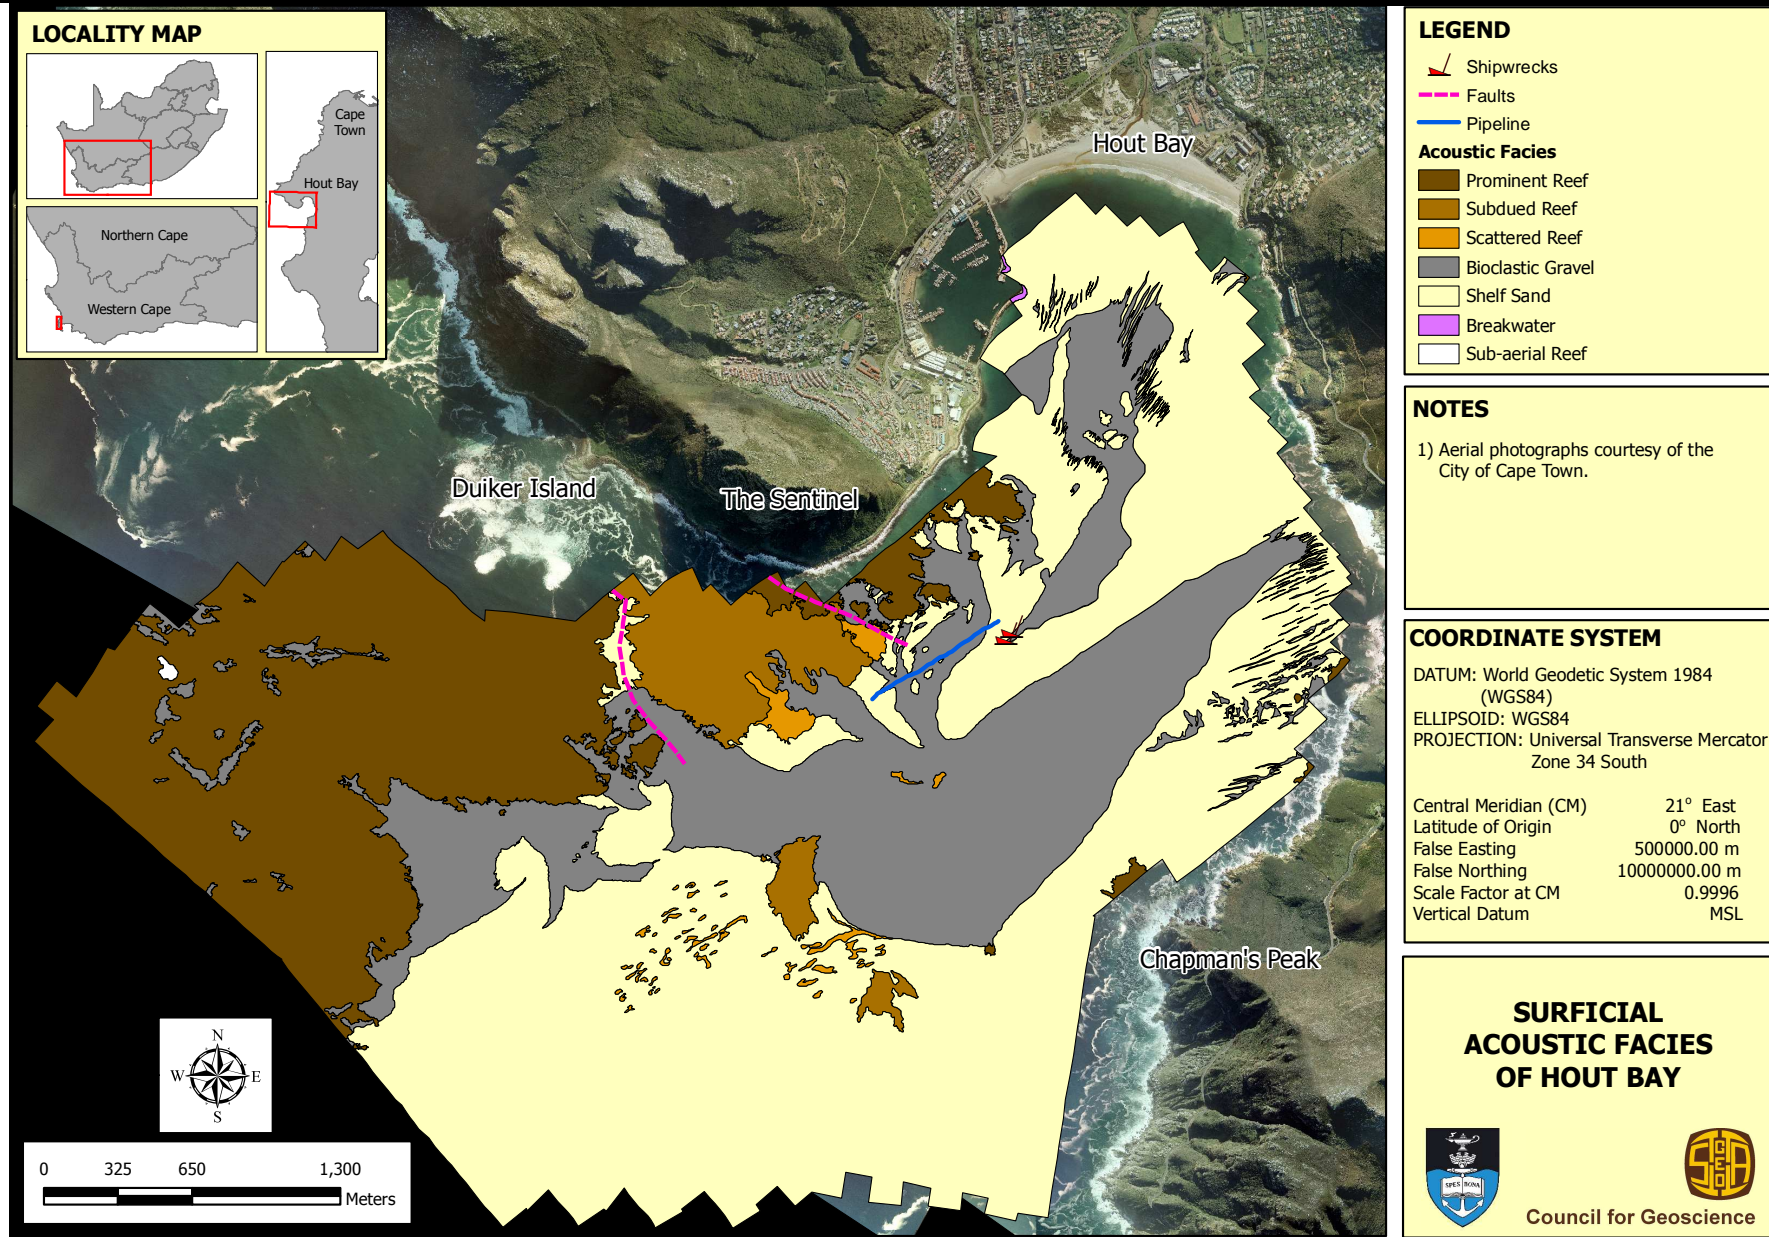 LOCALITY MAP
Cape
Town
Hout Bay
Northern Cape
Western Cape
Hout Bay
Duiker Island
The Sentinel
Chapman's Peak
N
W
E
S
0 325 650 1,300
Meters
LEGEND
Shipwrecks
Faults
Pipeline
Acoustic Facies
Prominent Reef
Subdued Reef
Scattered Reef
Bioclastic Gravel
Shelf Sand
Breakwater
Sub-aerial Reef
NOTES
1) Aerial photographs courtesy of the
City of Cape Town.
COORDINATE SYSTEM
DATUM: World Geodetic System 1984
(WGS84)
ELLIPSOID: WGS84
PROJECTION: Universal Transverse Mercator
Zone 34 South
Central Meridian (CM) 21° East
Latitude of Origin 0° North
False Easting 500000.00 m
False Northing 10000000.00 m
Scale Factor at CM 0.9996
Vertical Datum MSL
SURFICIAL
ACOUSTIC FACIES
OF HOUT BAY
SPES BONA
Council for Geoscience